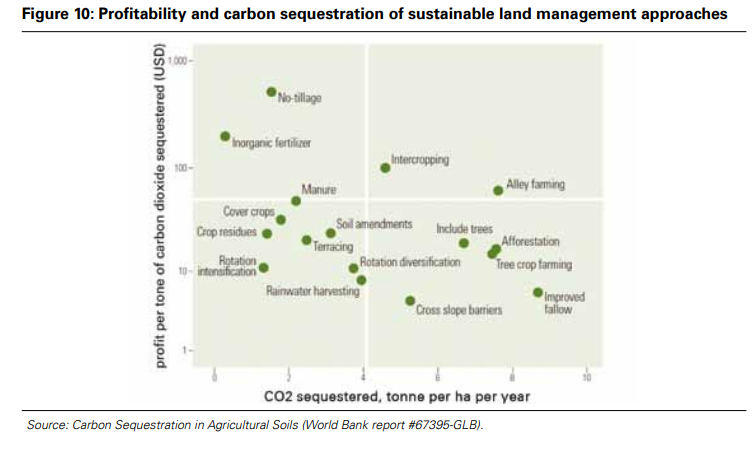 Figure 10: Profitability and carbon sequestration of sustainable land management approaches
profit per tone of carbon dioxide sequestered (USD)
1,000
100
10
1
No-tillage
Inorganic fertilizer
Intercropping
Alley farming
Manure
Cover crops
Crop residues
Soil amendments
Terracing
Include trees
Afforestation
Tree crop farming
Rotation
intensification
Rotation diversification
Rainwater harvesting
Cross slope barriers
Improved
fallow
0
2
4
6
8
10
CO2 sequestered, tonne per ha per year
Source: Carbon Sequestration in Agricultural Soils (World Bank report #67395-GLB).